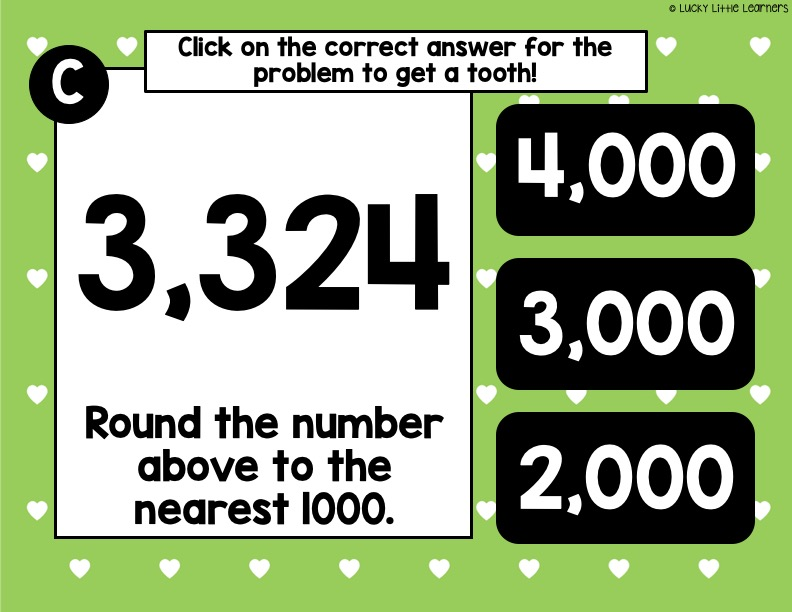 © Lucky Little Learners
Click on the correct answer for the
problem to get a tooth!
C
3,324
Round the number
above to the
nearest 1000.
4,000
3,000
2,000